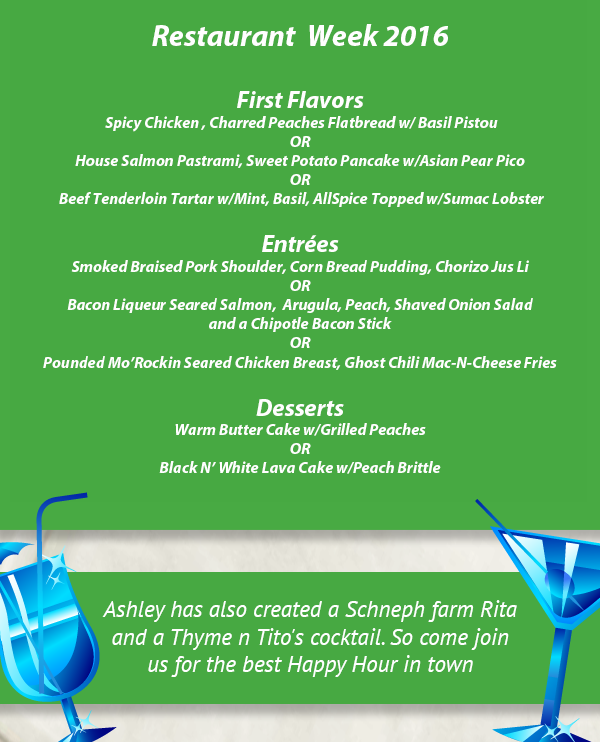 Restaurant Week 2016
First Flavors
Spicy Chicken , Charred Peaches Flatbread w/ Basil Pistou
OR
House Salmon Pastrami, Sweet Potato Pancake w/Asian Pear Pico
OR
Beef Tenderloin Tartar w/Mint, Basil, AllSpice Topped w/Sumac Lobster
Entrées
Smoked Braised Pork Shoulder, Corn Bread Pudding, Chorizo Jus Li
OR
Bacon Liqueur Seared Salmon, Arugula, Peach, Shaved Onion Salad
and a Chipotle Bacon Stick
OR
Pounded Mo’Rockin Seared Chicken Breast, Ghost Chili Mac-N-Cheese Fries
Desserts
Warm Butter Cake w/Grilled Peaches
OR
Black N’ White Lava Cake w/Peach Brittle
Ashley has also created a Schneph farm Rita
and a Thyme n Tito's cocktail. So come join
us for the best Happy Hour in town